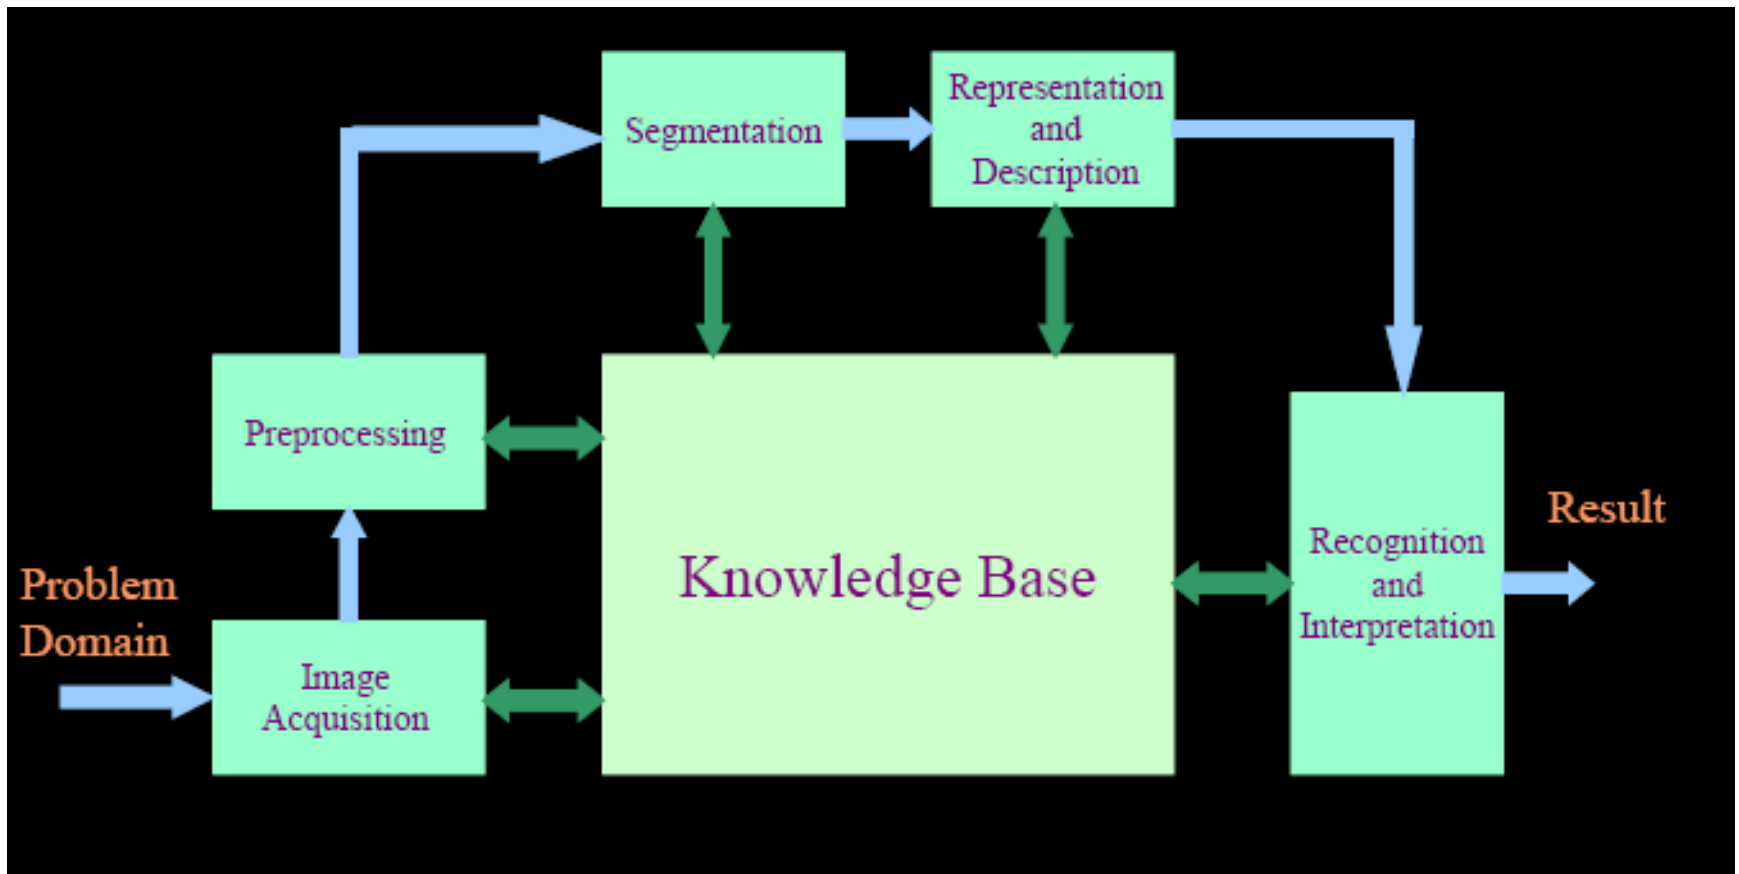 Segmentation
Representation
and
Description
Preprocessing
Problem
Domain
Image
Acquisition
Knowledge Base
Recognition
and
Interpretation
Result